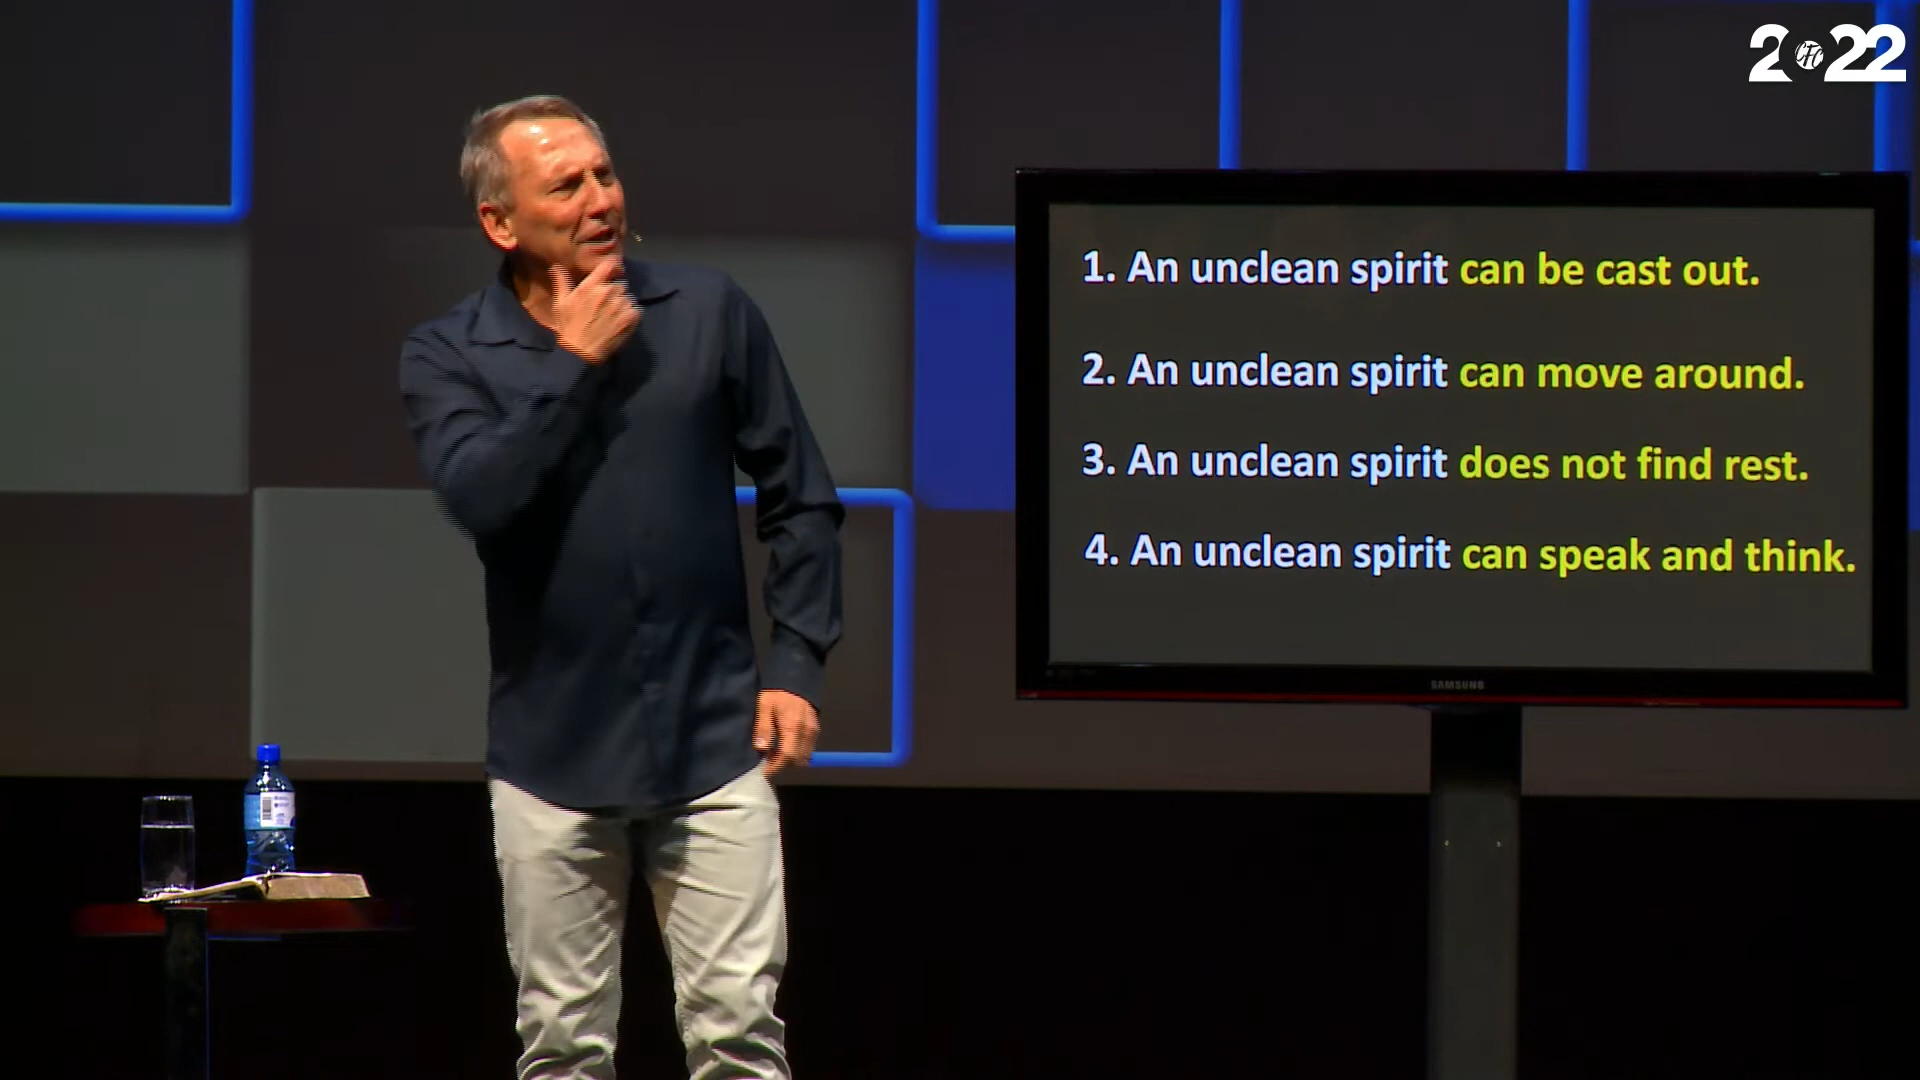 2022
1. An unclean spirit can be cast out.
2. An unclean spirit can move around.
3. An unclean spirit does not find rest.
4. An unclean spirit can speak and think.
SAMSUNG